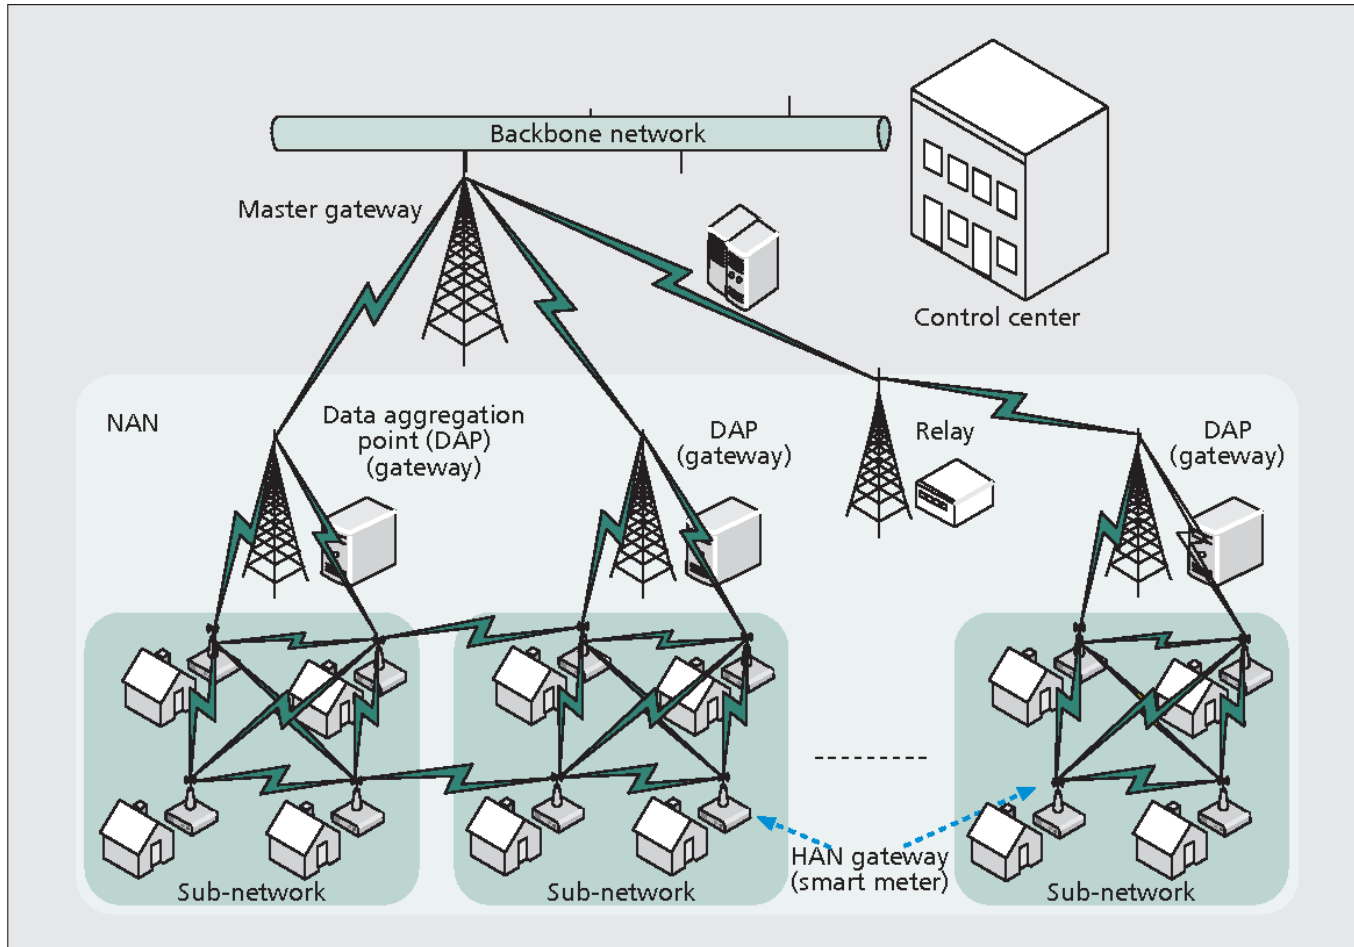 Backbone network
Master gateway
Control center
NAN
Data aggregation
point (DAP)
(gateway)
DAP
(gateway)
Relay
DAP
(gateway)
HAN gateway
(smart meter)
Sub-network
Sub-network
Sub-network